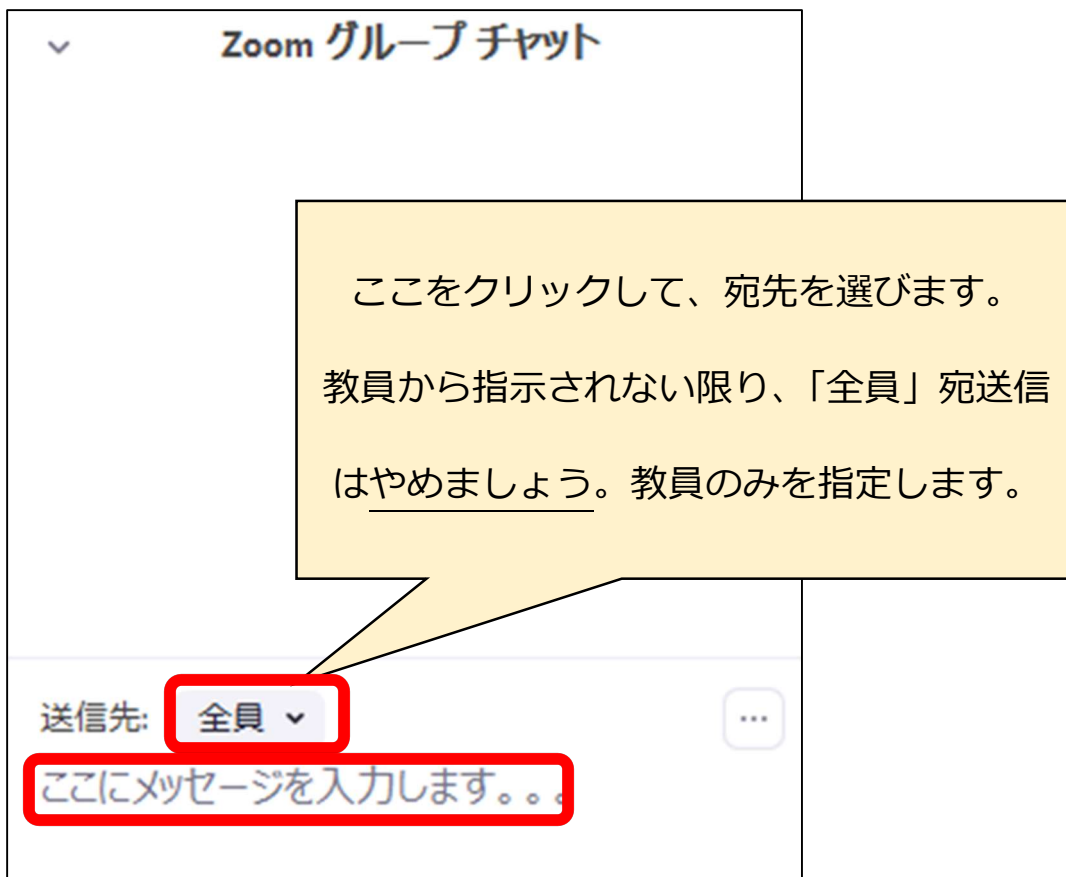 Zoom グループ チャット
ここをクリックして、宛先を選びます。
教員から指示されない限り、「全員」宛送信
はやめましょう。教員のみを指定します。
送信先: 全員
ここにメッセージを入力します。。。